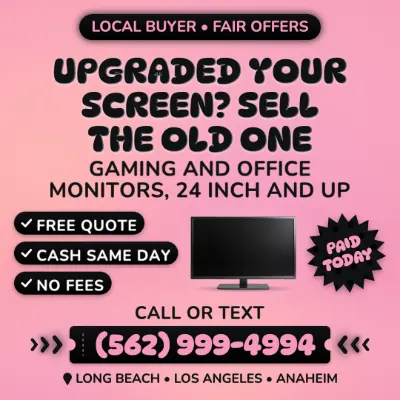 LOCAL BUYER • FAIR OFFERS
UPGRADED YOUR
SCREEN? SELL
THE OLD ONE
GAMING AND OFFICE
MONITORS, 24 INCH AND UP
FREE QUOTE
CASH SAME DAY
NO FEES
PAID
TODAY
CALL OR TEXT
(562) 999-4994
LONG BEACH • LOS ANGELES • ANAHEIM